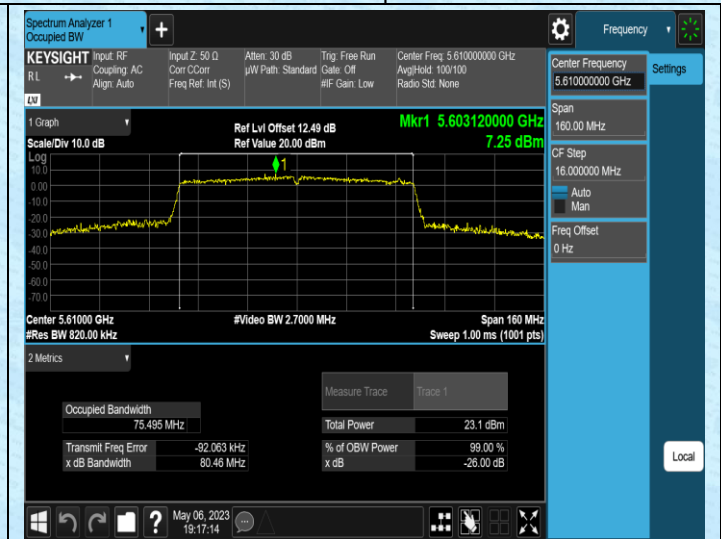 Spectrum Analyzer 1
Occupied BW
+
Frequency
KEYSIGHT
R L
LXI
Input: RF
Coupling: AC
Align: Auto
Input Z: 50 Ω
Corr CCorr
Freq Ref: Int (S)
Atten: 30 dB
µW Path: Standard
Trig: Free Run
Gate: Off
#IF Gain: Low
Center Freq: 5.610000000 GHz
Avg|Hold: 100/100
Radio Std: None
Center Frequency
5.610000000 GHz
Settings
Span
160.00 MHz
CF Step
16.000000 MHz
Auto
Man
Freq Offset
0 Hz
Local
1 Graph
Scale/Div 10.0 dB
Ref Lvl Offset 12.49 dB
Ref Value 20.00 dBm
Mkr1 5.603120000 GHz
7.25 dBm
Log
10.0
0.00
-10.0
-20.0
-30.0
-40.0
-50.0
-60.0
-70.0
1
Center 5.61000 GHz
#Res BW 820.00 kHz
#Video BW 2.7000 MHz
Span 160 MHz
Sweep 1.00 ms (1001 pts)
2 Metrics
Measure Trace
Trace 1
Occupied Bandwidth
75.495 MHz
Total Power
23.1 dBm
Transmit Freq Error
-92.063 kHz
% of OBW Power
99.00 %
x dB Bandwidth
80.46 MHz
x dB
-26.00 dB
?
May 06, 2023
19:17:14